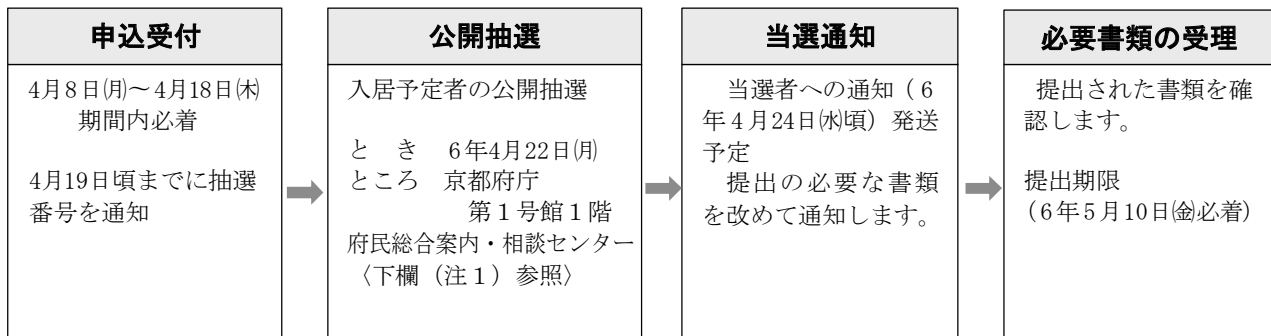 申込受付
4月8日㈪～4月18日㈭
期間内必着
4月19日頃までに抽選
番号を通知
公開抽選
入居予定者の公開抽選
と　き　6年4月22日㈪
ところ　京都府庁
第１号館１階
府民総合案内・相談センター
〈下欄（注１）参照〉
当選通知
当選者への通知（６
年４月24日㈬頃）発送
予定
提出の必要な書類
を改めて通知します。
必要書類の受理
提出された書類を確
認します。
提出期限
（6年5月10日㈮必着）